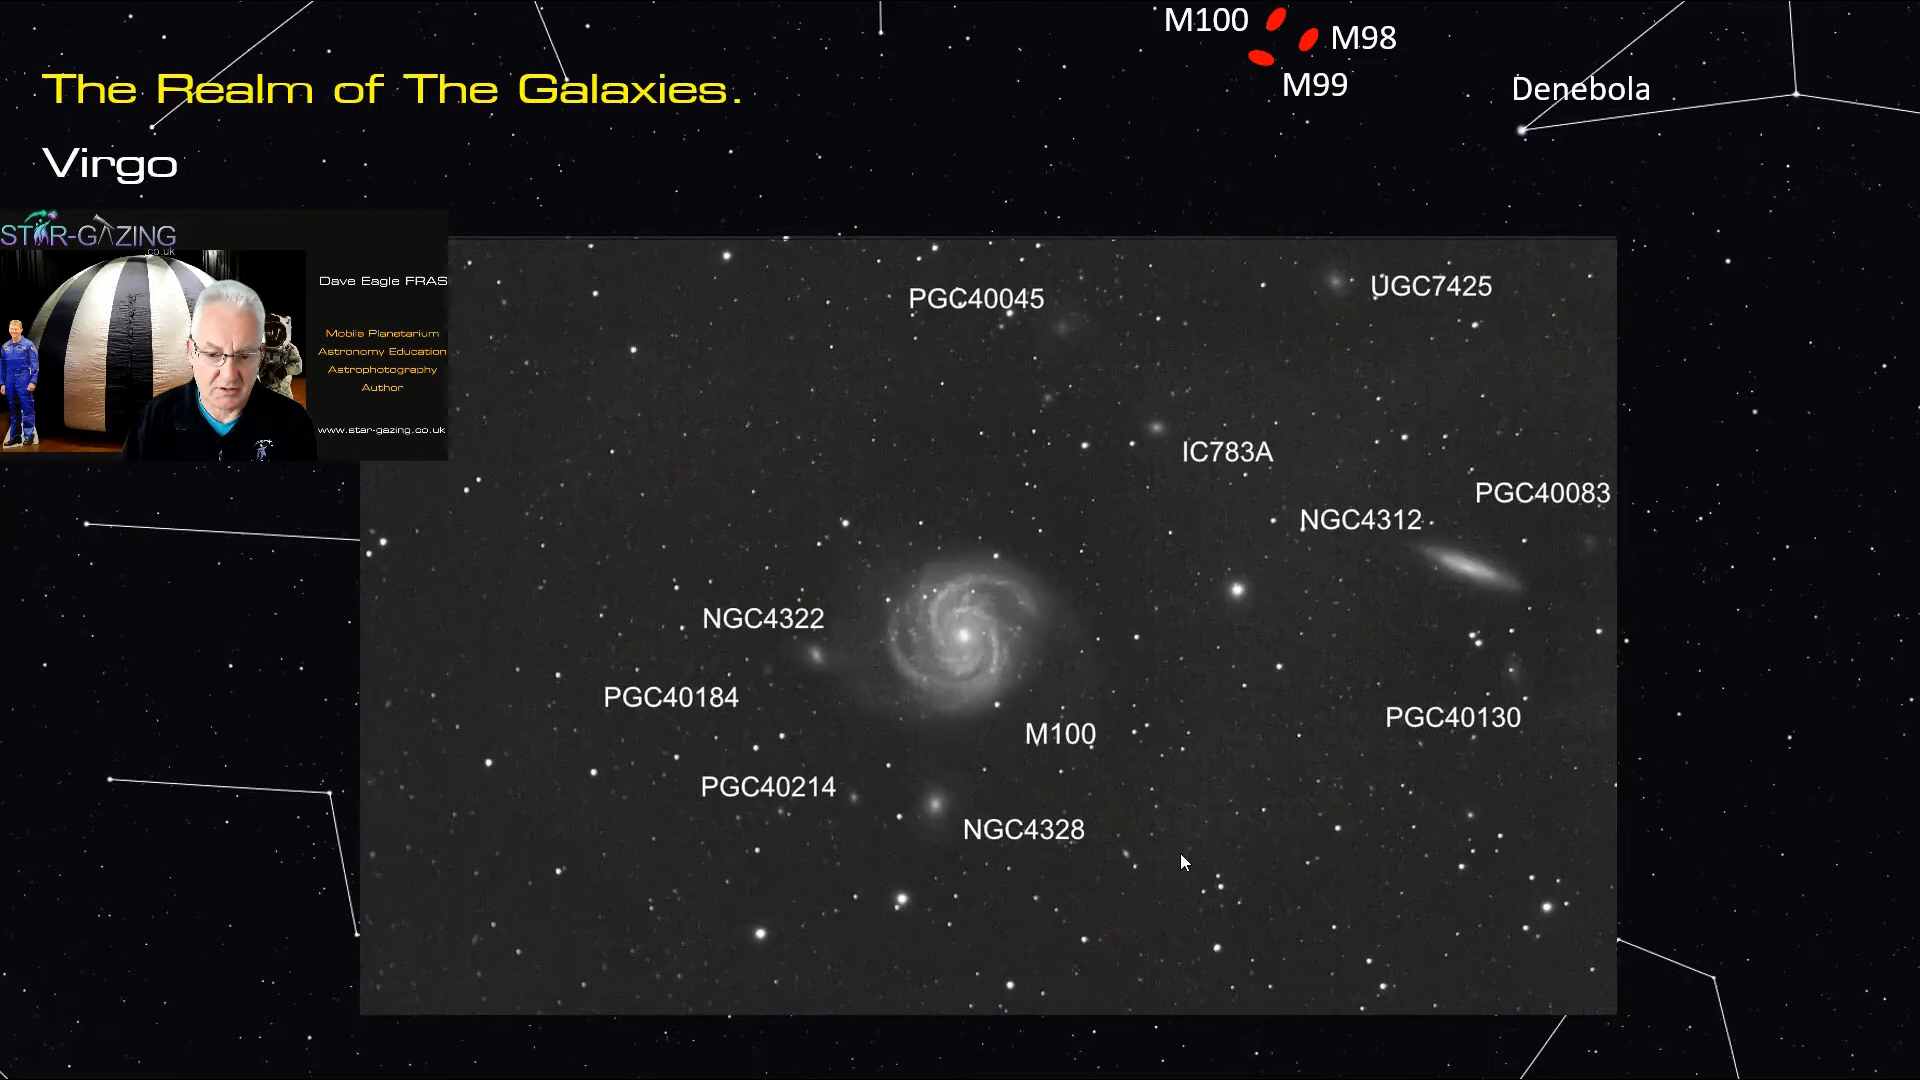 M100
M98
The Realm of The Galaxies.
M99
Denebola
Virgo
STAR-GAZING
.co.uk
Dave Eagle FRAS
Mobile Planetarium
Astronomy Education
Astrophotography
Author
www.star-gazing.co.uk
PGC40045
UGC7425
IC783A
PGC40083
NGC4312
NGC4322
PGC40184
M100
PGC40130
PGC40214
NGC4328